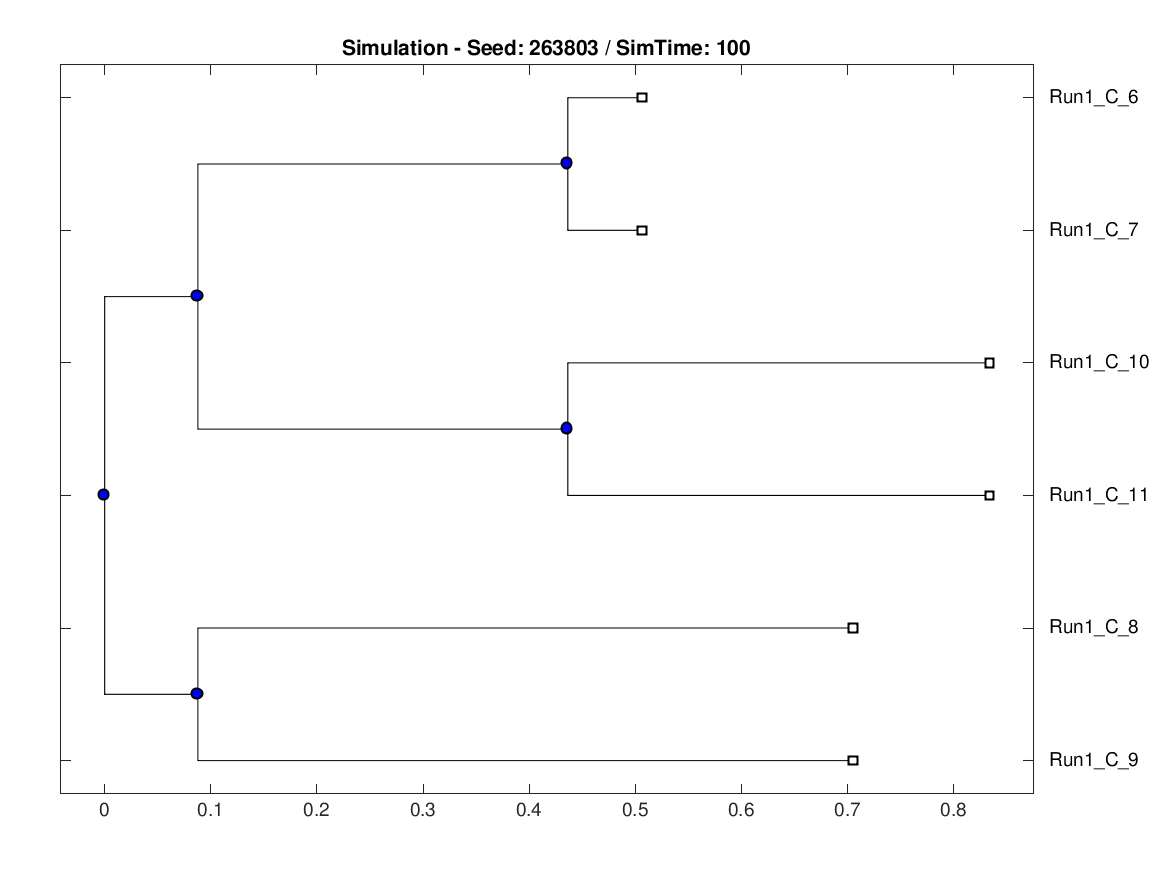 Simulation - Seed: 263803 / SimTime: 100
Run1_C_6
Run1_C_7
Run1_C_10
Run1_C_11
Run1_C_8
Run1_C_9
0 0.1 0.2 0.3 0.4 0.5 0.6 0.7 0.8